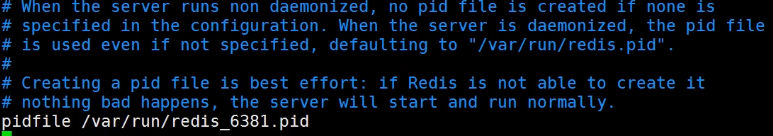 # When the server runs non daemonized, no pid file is created if none is
# specified in the configuration. When the server is daemonized, the pid file
# is used even if not specified, defaulting to "/var/run/redis.pid".
#
# Creating a pid file is best effort: if Redis is not able to create it
# nothing bad happens, the server will start and run normally.
pidfile /var/run/redis_6381.pid